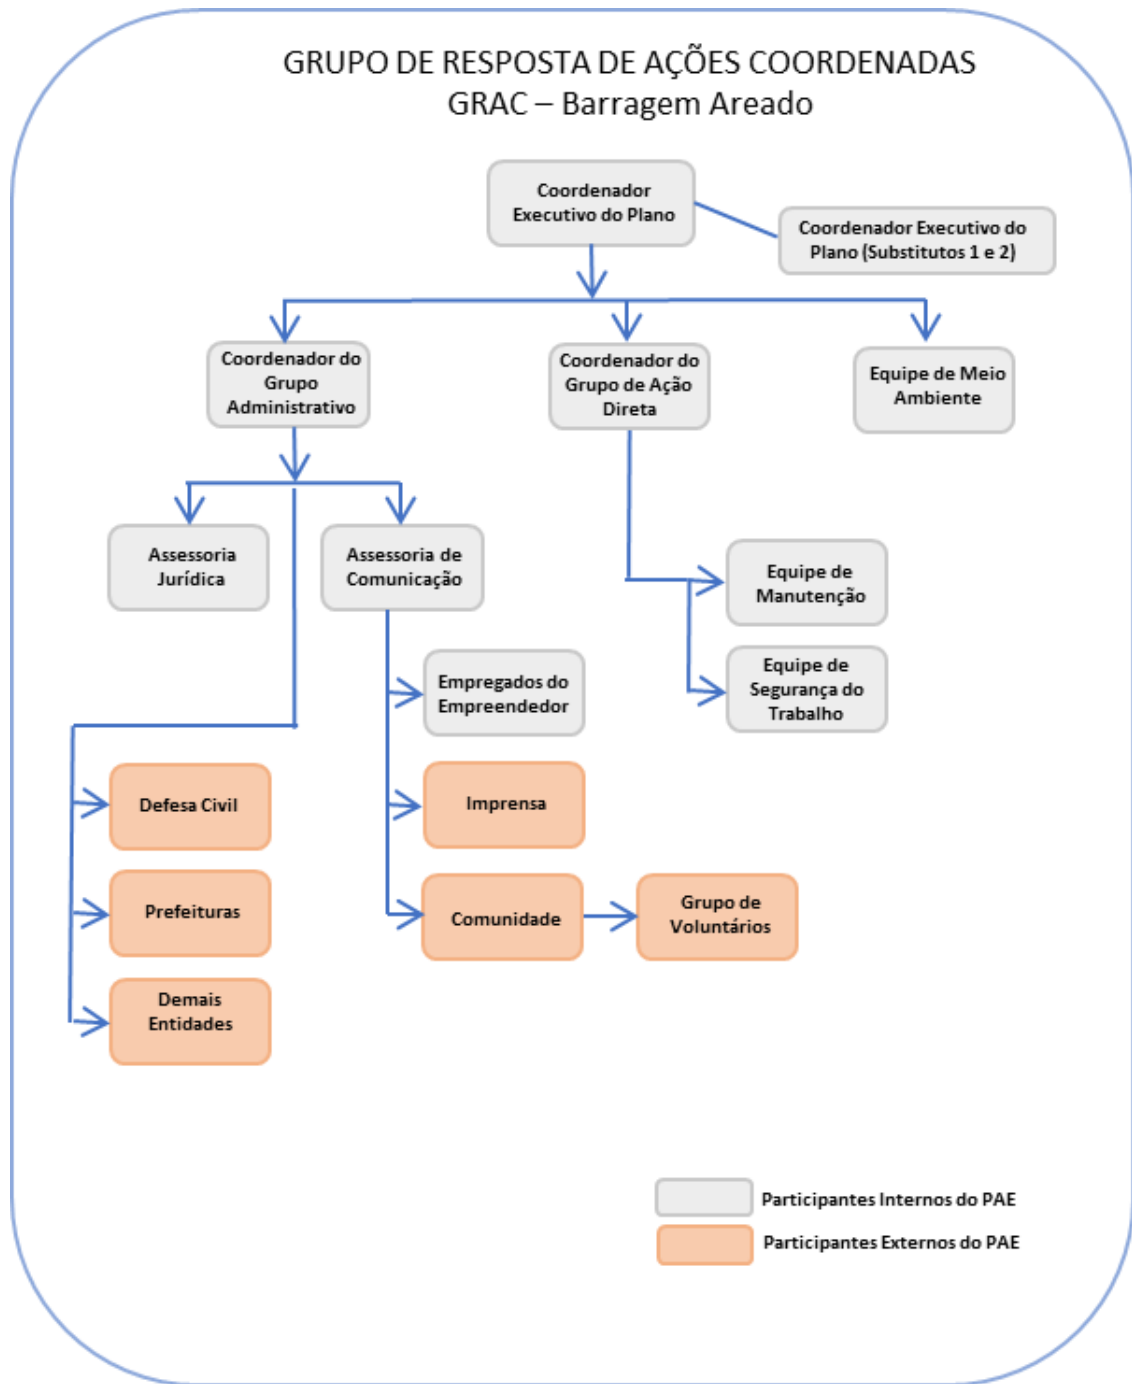 GRUPO DE RESPOSTA DE AÇÕES COORDENADAS
GRAC – Barragem Areado
Coordenador
Executivo do Plano
Coordenador Executivo do
Plano (Substitutos 1 e 2)
Coordenador do
Grupo
Administrativo
Coordenador do
Grupo de Ação
Direta
Equipe de Meio
Ambiente
Assessoria
Jurídica
Assessoria de
Comunicação
Equipe de
Manutenção
Empregados do
Empreendedor
Equipe de
Segurança do
Trabalho
Defesa Civil
Imprensa
Prefeituras
Comunidade
Grupo de
Voluntários
Demais
Entidades
Participantes Internos do PAE
Participantes Externos do PAE